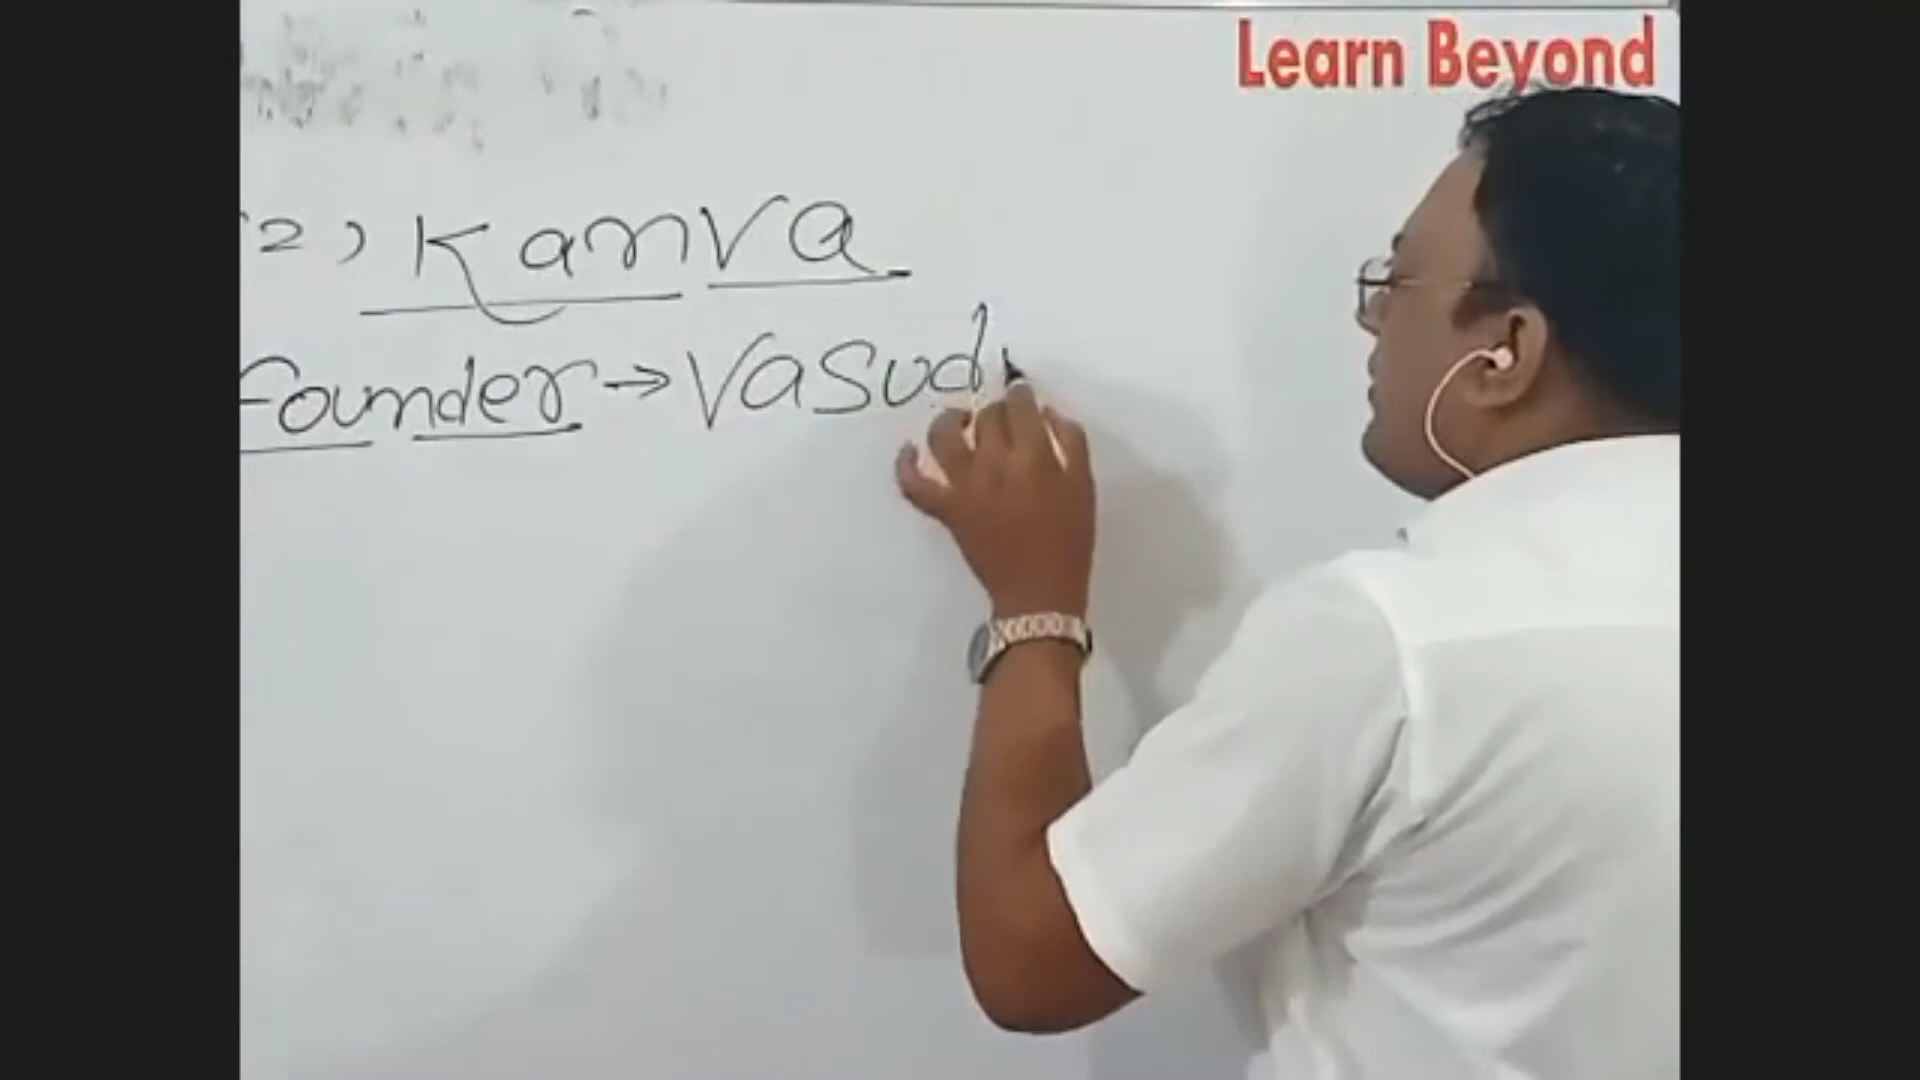 Learn Beyond
(2) Kanva
Founder → Vasud